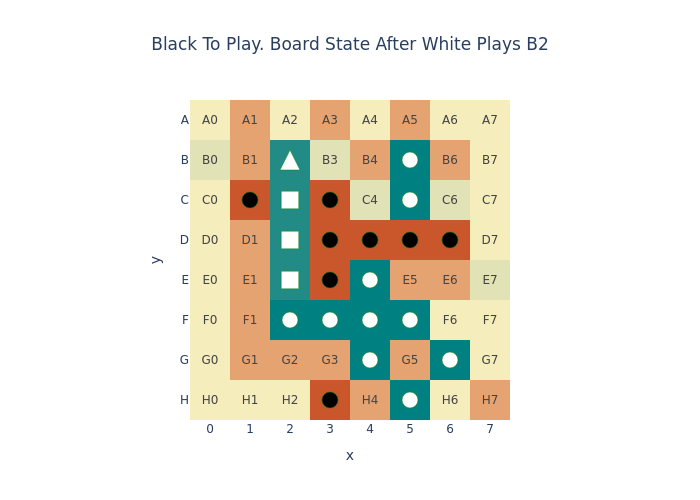 Black To Play. Board State After White Plays B2
A A0 A1 A2 A3 A4 A5 A6 A7
B B0 B1 B3 B4 B6 B7
C C0 C4 C6 C7
D D0 D1 D7
E E0 E1 E5 E6 E7
F F0 F1 F6 F7
G G0 G1 G2 G3 G5 G7
H H0 H1 H2 H4 H6 H7
0 1 2 3 4 5 6 7
x
y